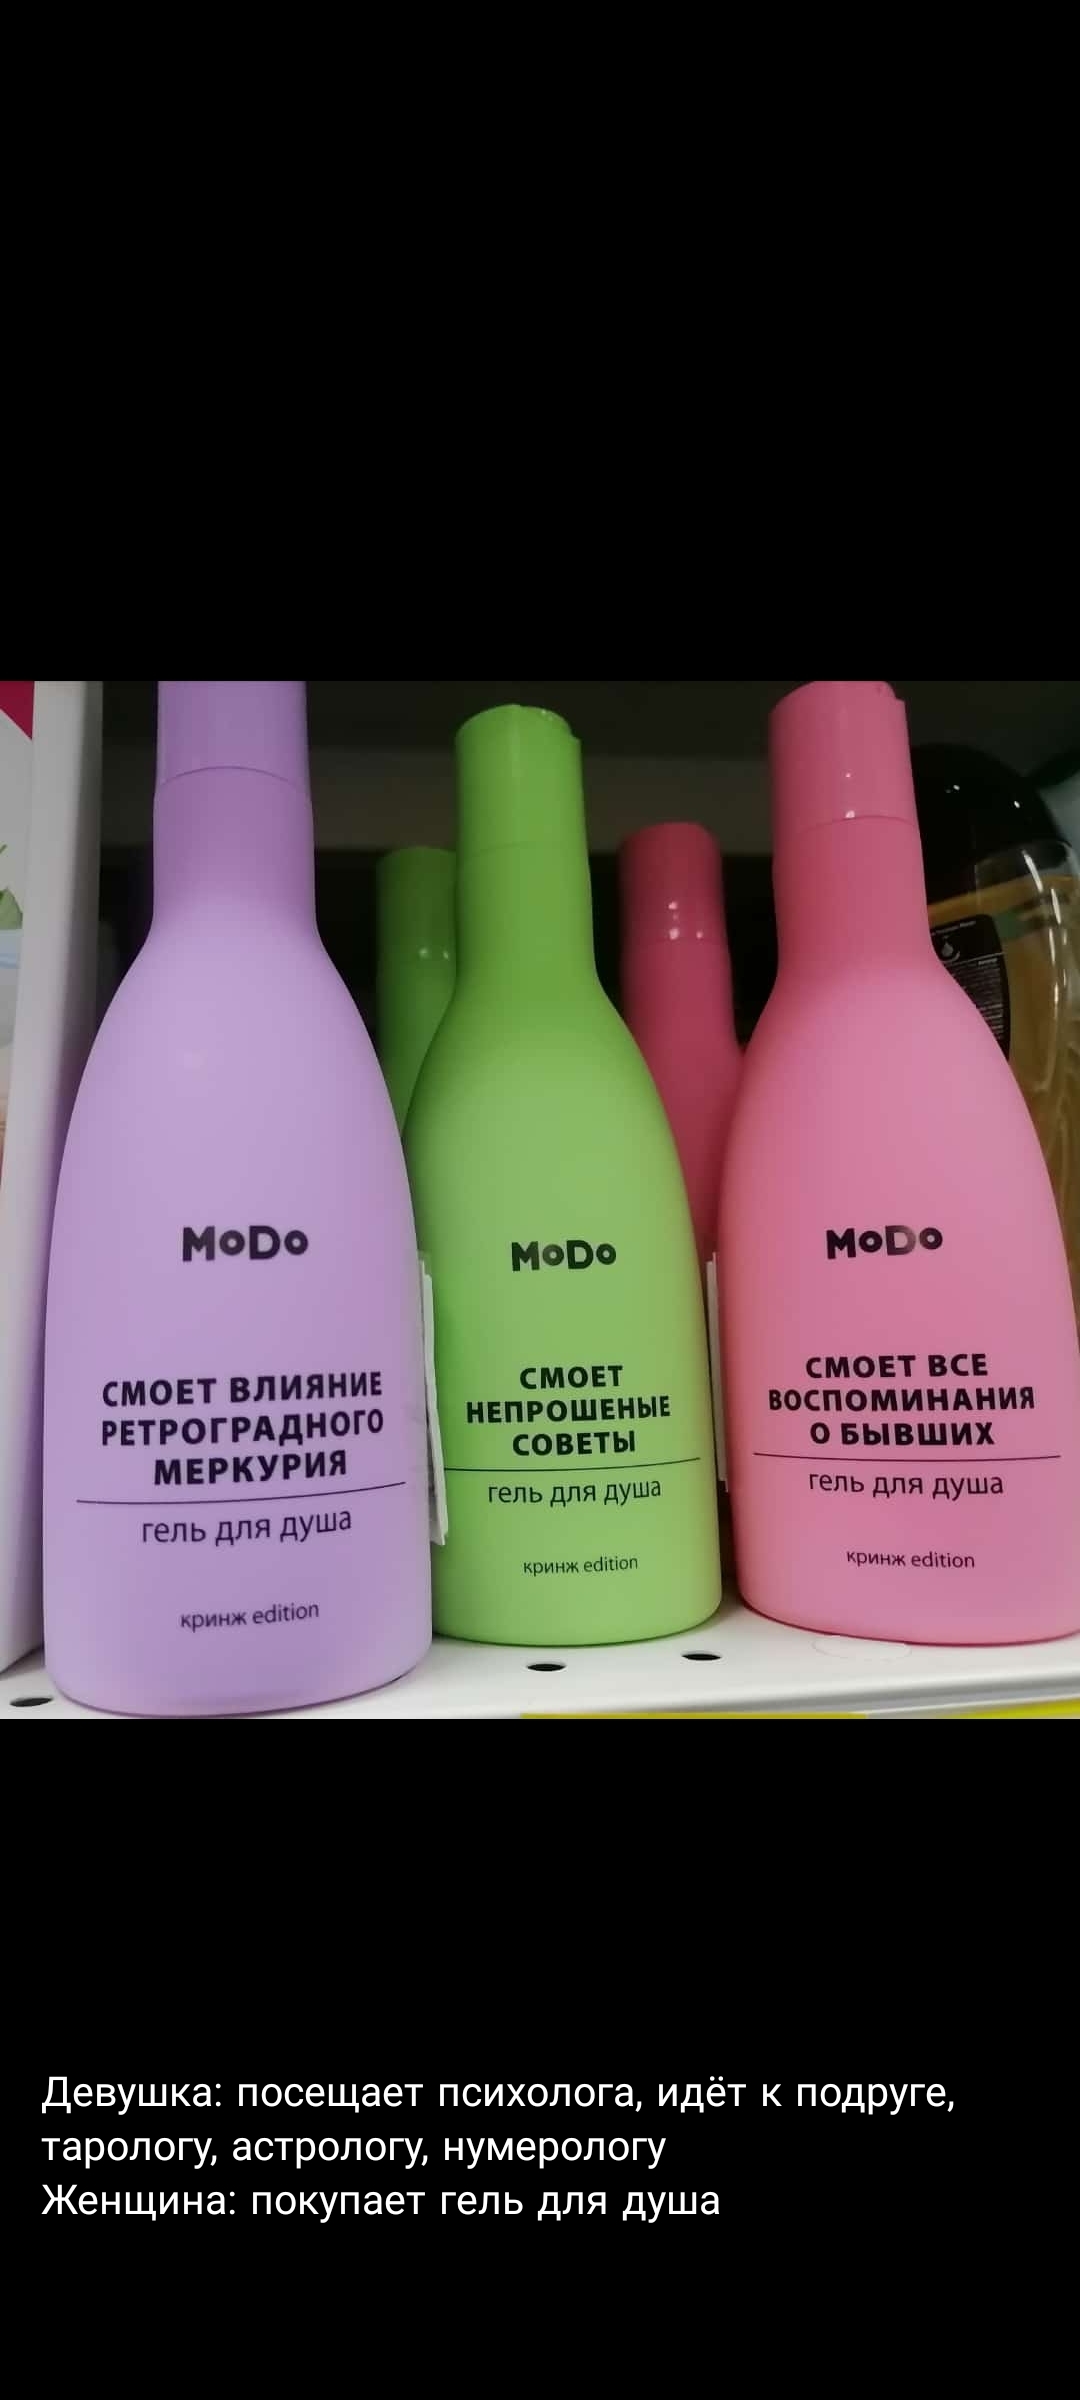 MoDo
СМОЕТ ВЛИЯНИЕ
РЕТРОГРАДНОГО
МЕРКУРИЯ
гель для душа
кринж edition
MoDo
СМОЕТ
НЕПРОШЕНЫЕ
СОВЕТЫ
гель для душа
кринж edition
MoDo
СМОЕТ ВСЕ
ВОСПОМИНАНИЯ
О БЫВШИХ
гель для душа
кринж edition
Девушка: посещает психолога, идёт к подруге,
тарологу, астрологу, нумерологу
Женщина: покупает гель для душа